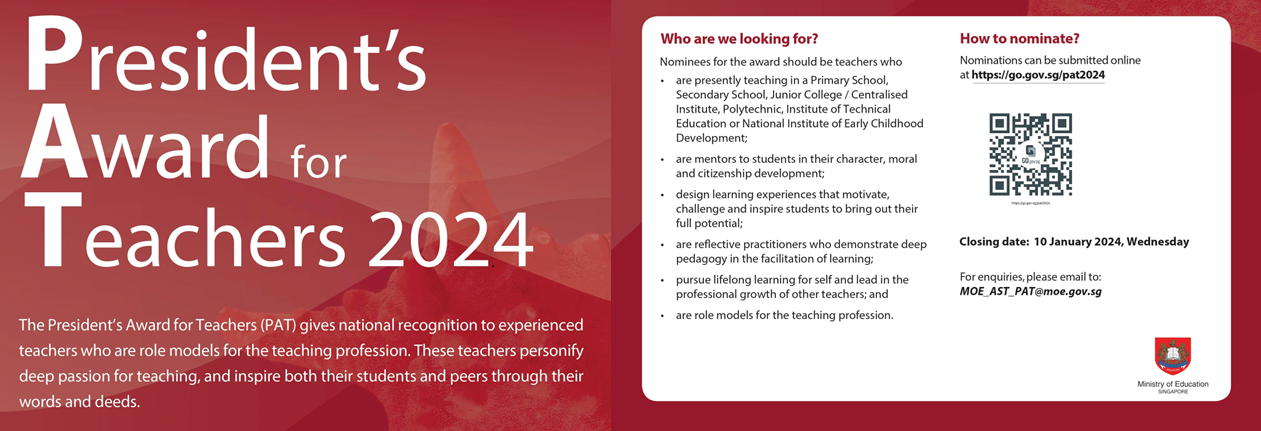 President's
Award for
Teachers 2024
The President's Award for Teachers (PAT) gives national recognition to experienced
teachers who are role models for the teaching profession. These teachers personify
deep passion for teaching, and inspire both their students and peers through their
words and deeds.
Who are we looking for?
Nominees for the award should be teachers who
• are presently teaching in a Primary School,
Secondary School, Junior College / Centralised
Institute, Polytechnic, Institute of Technical
Education or National Institute of Early Childhood
Development;
• are mentors to students in their character, moral
and citizenship development;
• design learning experiences that motivate,
challenge and inspire students to bring out their
full potential;
• are reflective practitioners who demonstrate deep
pedagogy in the facilitation of learning;
• pursue lifelong learning for self and lead in the
professional growth of other teachers; and
• are role models for the teaching profession.
How to nominate?
Nominations can be submitted online
at https://go.gov.sg/pat2024
GOgov.sg
https://go.gov.sg/pat2024
Closing date: 10 January 2024, Wednesday
For enquiries, please email to:
MOE_AST_PAT@moe.gov.sg
Ministry of Education
SINGAPORE